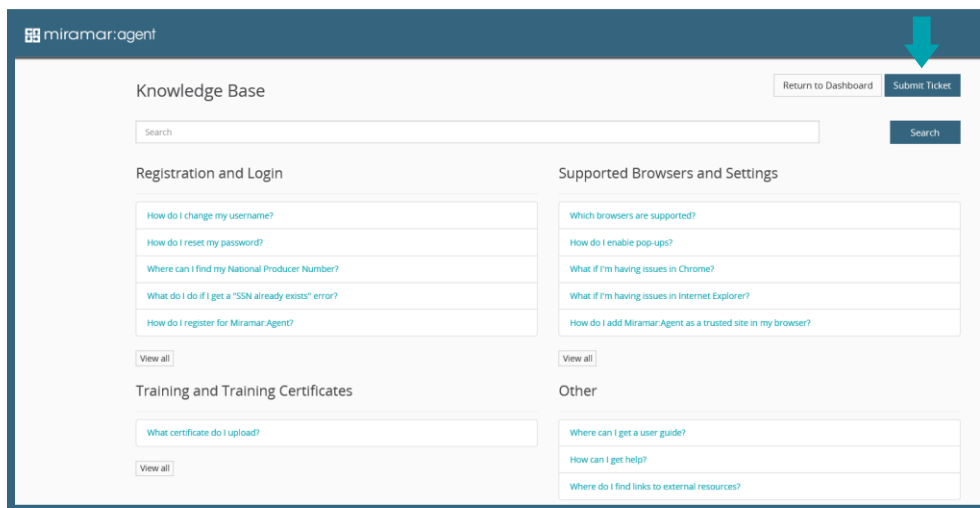 miramar:agent
Knowledge Base
Return to Dashboard
Submit Ticket
Search
Search
Registration and Login
How do I change my username?
How do I reset my password?
Where can I find my National Producer Number?
What do I do if I get a "SSN already exists" error?
How do I register for Miramar:Agent?
View all
Supported Browsers and Settings
Which browsers are supported?
How do I enable pop-ups?
What if I'm having issues in Chrome?
What if I'm having issues in Internet Explorer?
How do I add Miramar:Agent as a trusted site in my browser?
View all
Training and Training Certificates
What certificate do I upload?
View all
Other
Where can I get a user guide?
How can I get help?
Where do I find links to external resources?